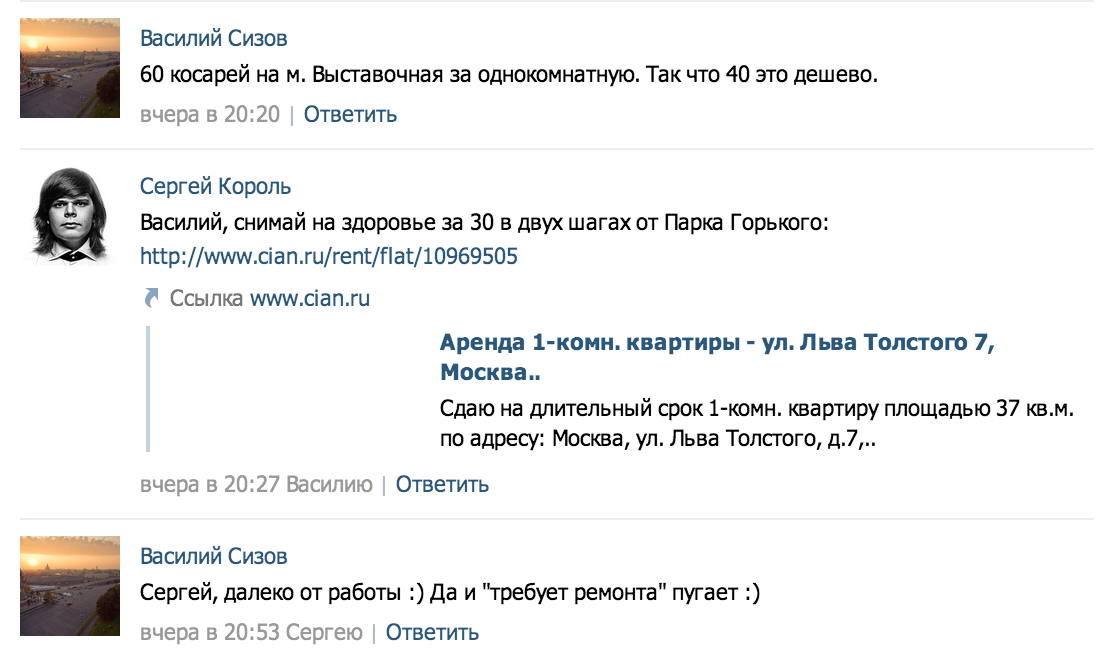 Василий Сизов
60 косарей на м. Выставочная за однокомнатную. Так что 40 это дешево.
вчера в 20:20 | Ответить
Сергей Король
Василий, снимай на здоровье за 30 в двух шагах от Парка Горького:
http://www.cian.ru/rent/flat/10969505
Ссылка www.cian.ru
Аренда 1-комн. квартиры - ул. Льва Толстого 7,
Москва..
Сдаю на длительный срок 1-комн. квартиру площадью 37 кв.м.
по адресу: Москва, ул. Льва Толстого, д.7,..
вчера в 20:27 Василию | Ответить
Василий Сизов
Сергей, далеко от работы :) Да и "требует ремонта" пугает :)
вчера в 20:53 Сергею | Ответить